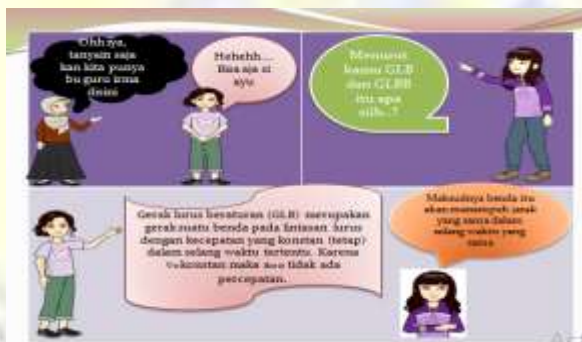 Ohh iya,
tanyain saja
kan kita punya
bu guru irma
disini
Hehehh....
Bisa aja si
ayu
Menurut
kamu GLB
dan GLBB
itu apa
sihh..?
Gerak lurus beraturan (GLB) merupakan
gerak suatu benda pada lintasan lurus
dengan kecepatan yang konstan (tetap)
dalam selang waktu tertentu. Karena
konstan maka tidak ada
percepatan.
Maksudnya benda itu
akan menempuh jarak
yang sama dalam
selang waktu yang
sama